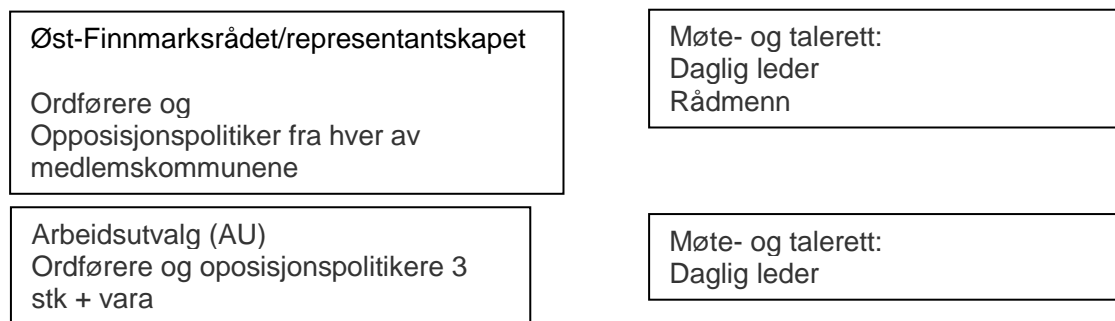 Øst-Finnmarksrådet/representantskapet
Ordførere og
Opposisjonspolitiker fra hver av
medlemskommunene
Møte- og talerett:
Daglig leder
Rådmenn
Arbeidsutvalg (AU)
Ordførere og oposisjonspolitikere 3
stk + vara
Møte- og talerett:
Daglig leder